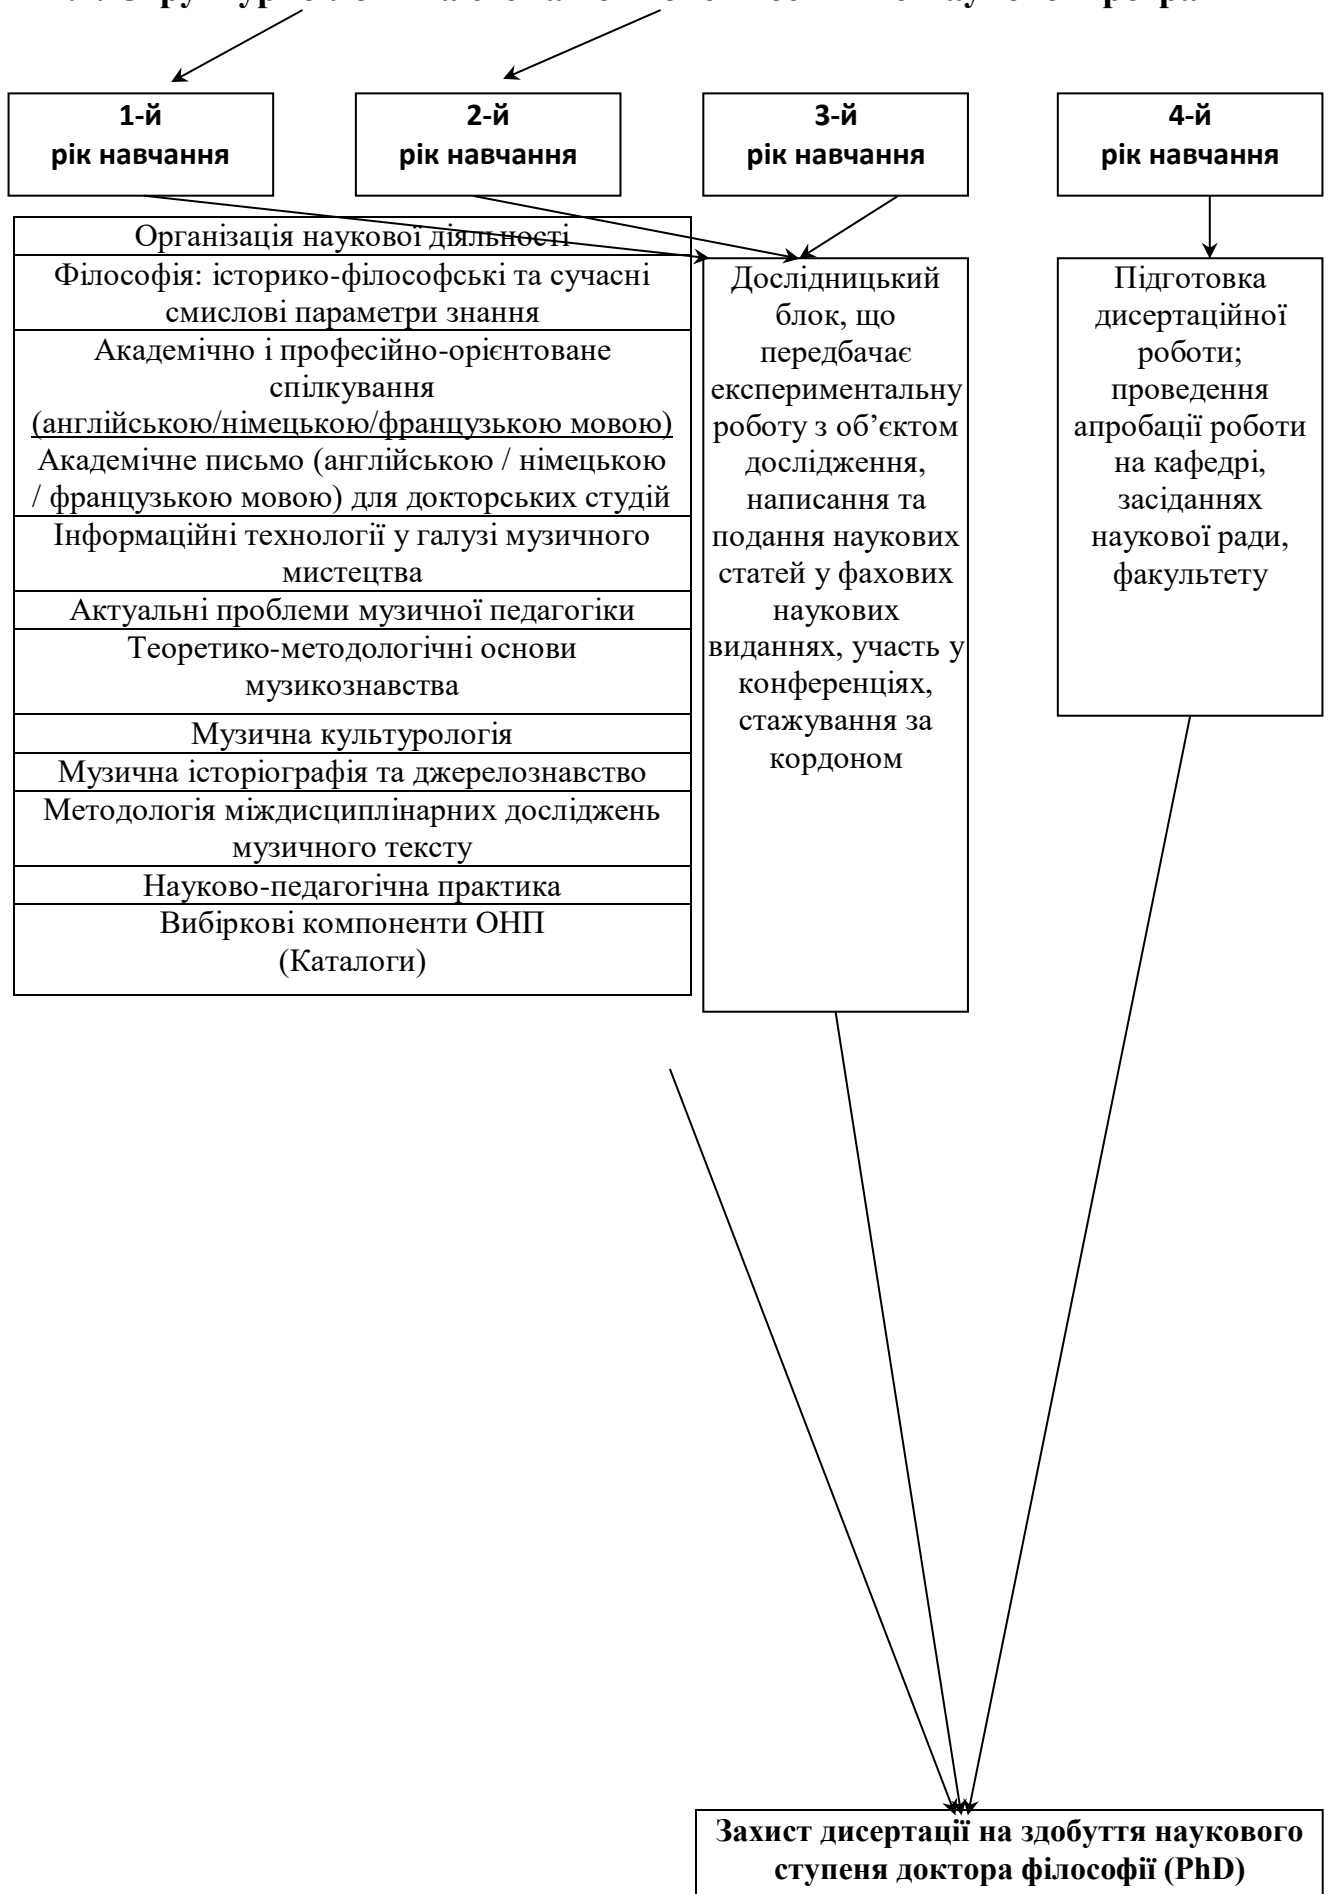 1-й
рік навчання
2-й
рік навчання
3-й
рік навчання
4-й
рік навчання
Організація наукової діяльності
Філософія: історико-філософські та сучасні
смислові параметри знання
Академічно і професійно-орієнтоване
спілкування
(англійською/німецькою/французькою мовою)
Академічне письмо (англійською / німецькою
/ французькою мовою) для докторських студій
Інформаційні технології у галузі музичного
мистецтва
Актуальні проблеми музичної педагогіки
Теоретико-методологічні основи
музикознавства
Музична культурологія
Музична історіографія та джерелознавство
Методологія міждисциплінарних досліджень
музичного тексту
Науково-педагогічна практика
Вибіркові компоненти ОНП
(Каталоги)
Дослідницький
блок, що
передбачає
експериментальну
роботу з об’єктом
дослідження,
написання та
подання наукових
статей у фахових
наукових
виданнях, участь у
конференціях,
стажування за
кордоном
Підготовка
дисертаційної
роботи;
проведення
апробації роботи
на кафедрі,
засіданнях
наукової ради,
факультету
Захист дисертації на здобуття наукового
ступеня доктора філософії (PhD)